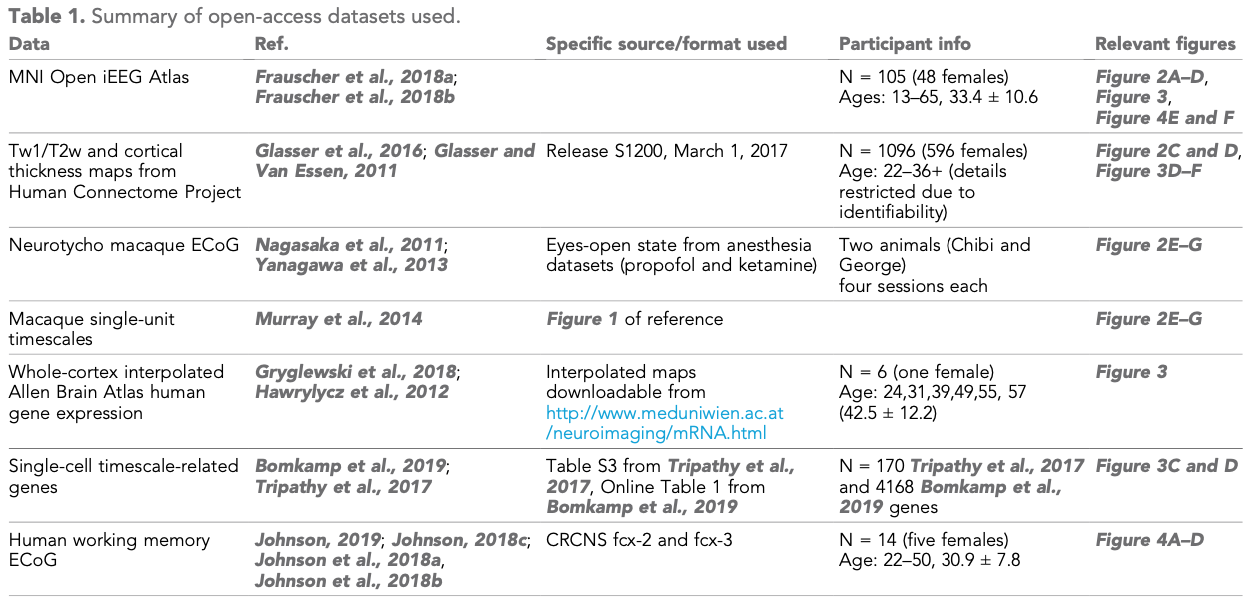 Table 1. Summary of open-access datasets used.
Data Ref. Specific source/format used Participant info Relevant figures
MNI Open iEEG Atlas
Frauscher et al., 2018a;
Frauscher et al., 2018b
N = 105 (48 females)
Ages: 13–65, 33.4 ± 10.6
Figure 2A–D,
Figure 3,
Figure 4E and F
Tw1/T2w and cortical
thickness maps from
Human Connectome Project
Glasser et al., 2016; Glasser and
Van Essen, 2011
Release S1200, March 1, 2017
N = 1096 (596 females)
Age: 22–36+ (details
restricted due to
identifiability)
Figure 2C and D,
Figure 3D–F
Neurotycho macaque ECoG
Nagasaka et al., 2011;
Yanagawa et al., 2013
Eyes-open state from anesthesia
datasets (propofol and ketamine)
Two animals (Chibi and
George)
four sessions each
Figure 2E–G
Macaque single-unit
timescales
Murray et al., 2014
Figure 1 of reference
Figure 2E–G
Whole-cortex interpolated
Allen Brain Atlas human
gene expression
Gryglewski et al., 2018;
Hawrylycz et al., 2012
Interpolated maps
downloadable from
http://www.meduniwien.ac.at
/neuroimaging/mRNA.html
N = 6 (one female)
Age: 24,31,39,49,55, 57
(42.5 ± 12.2)
Figure 3
Single-cell timescale-related
genes
Bomkamp et al., 2019;
Tripathy et al., 2017
Table S3 from Tripathy et al.,
2017, Online Table 1 from
Bomkamp et al., 2019
N = 170 Tripathy et al., 2017
and 4168 Bomkamp et al.,
2019 genes
Figure 3C and D
Human working memory
ECoG
Johnson, 2019; Johnson, 2018c;
Johnson et al., 2018a,
Johnson et al., 2018b
CRCNS fcx-2 and fcx-3
N = 14 (five females)
Age: 22–50, 30.9 ± 7.8
Figure 4A–D